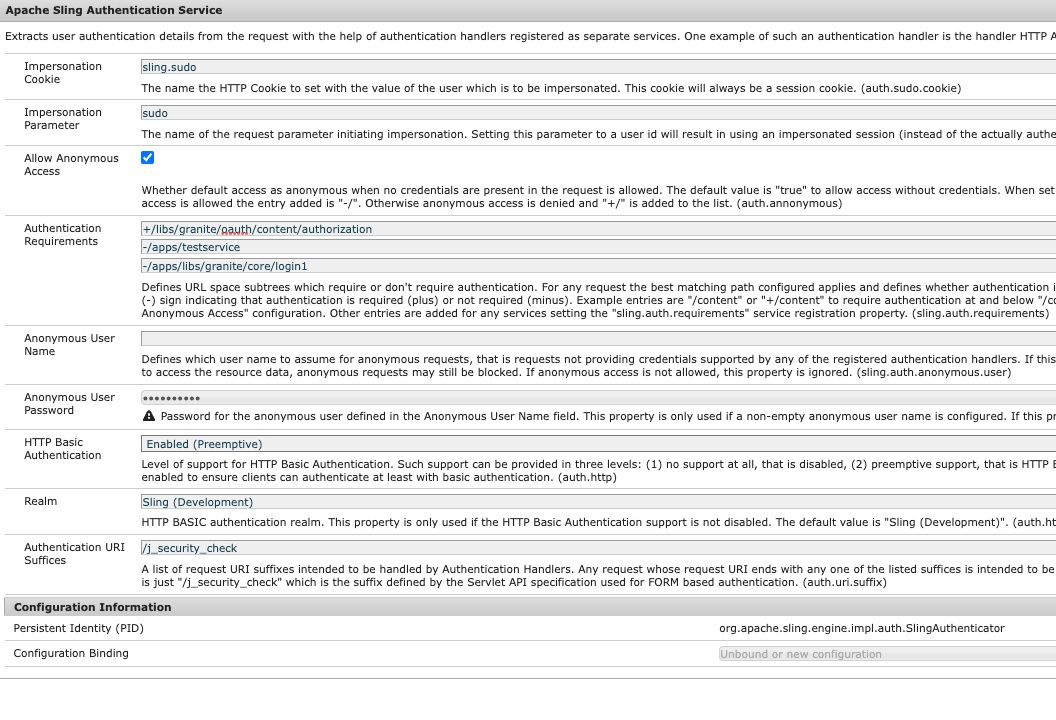 Apache Sling Authentication Service
Extracts user authentication details from the request with the help of authentication handlers registered as separate services. One example of such an authentication handler is the handler HTTP A
Impersonation
Cookie
sling.sudo
The name the HTTP Cookie to set with the value of the user which is to be impersonated. This cookie will always be a session cookie. (auth.sudo.cookie)
Impersonation
Parameter
sudo
The name of the request parameter initiating impersonation. Setting this parameter to a user id will result in using an impersonated session (instead of the actually authe
Allow Anonymous
Access
Whether default access as anonymous when no credentials are present in the request is allowed. The default value is "true" to allow access without credentials. When set
access is allowed the entry added is "-/". Otherwise anonymous access is denied and "+/" is added to the list. (auth.annonymous)
Authentication
Requirements
+/libs/granite/oauth/content/authorization
-/apps/testservice
-/apps/libs/granite/core/login1
Defines URL space subtrees which require or don't require authentication. For any request the best matching path configured applies and defines whether authentication i
(-) sign indicating that authentication is required (plus) or not required (minus). Example entries are "/content" or "+/content" to require authentication at and below "/co
Anonymous Access" configuration. Other entries are added for any services setting the "sling.auth.requirements" service registration property. (sling.auth.requirements)
Anonymous User
Name
Defines which user name to assume for anonymous requests, that is requests not providing credentials supported by any of the registered authentication handlers. If this
to access the resource data, anonymous requests may still be blocked. If anonymous access is not allowed, this property is ignored. (sling.auth.anonymous.user)
Anonymous User
Password
••••••••••
Password for the anonymous user defined in the Anonymous User Name field. This property is only used if a non-empty anonymous user name is configured. If this pr
HTTP Basic
Authentication
Enabled (Preemptive)
Level of support for HTTP Basic Authentication. Such support can be provided in three levels: (1) no support at all, that is disabled, (2) preemptive support, that is HTTP B
enabled to ensure clients can authenticate at least with basic authentication. (auth.http)
Realm
Sling (Development)
HTTP BASIC authentication realm. This property is only used if the HTTP Basic Authentication support is not disabled. The default value is "Sling (Development)". (auth.ht
Authentication URI
Suffices
/j_security_check
A list of request URI suffixes intended to be handled by Authentication Handlers. Any request whose request URI ends with any one of the listed suffices is intended to be
is just "/j_security_check" which is the suffix defined by the Servlet API specification used for FORM based authentication. (auth.uri.suffix)
Configuration Information
Persistent Identity (PID)
org.apache.sling.engine.impl.auth.SlingAuthenticator
Configuration Binding
Unbound or new configuration